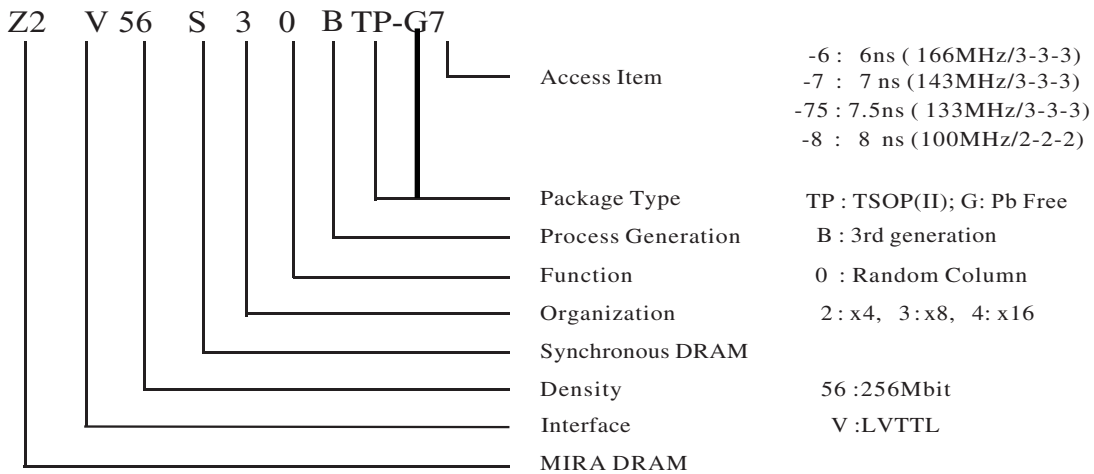 Z2 V 56 S 3 0 B TP-G7
Access Item
-6 : 6ns ( 166MHz/3-3-3)
-7 : 7 ns (143MHz/3-3-3)
-75 : 7.5ns ( 133MHz/3-3-3)
-8 : 8 ns (100MHz/2-2-2)
Package Type TP : TSOP(II); G: Pb Free
Process Generation B : 3rd generation
Function 0 : Random Column
Organization 2 : x4, 3 : x8, 4: x16
Synchronous DRAM
Density 56 :256Mbit
Interface V :LVTTL
MIRA DRAM